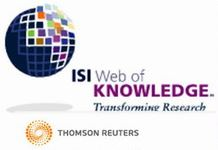 ISI Web of
KNOWLEDGE
Transforming Research
THOMSON REUTERS